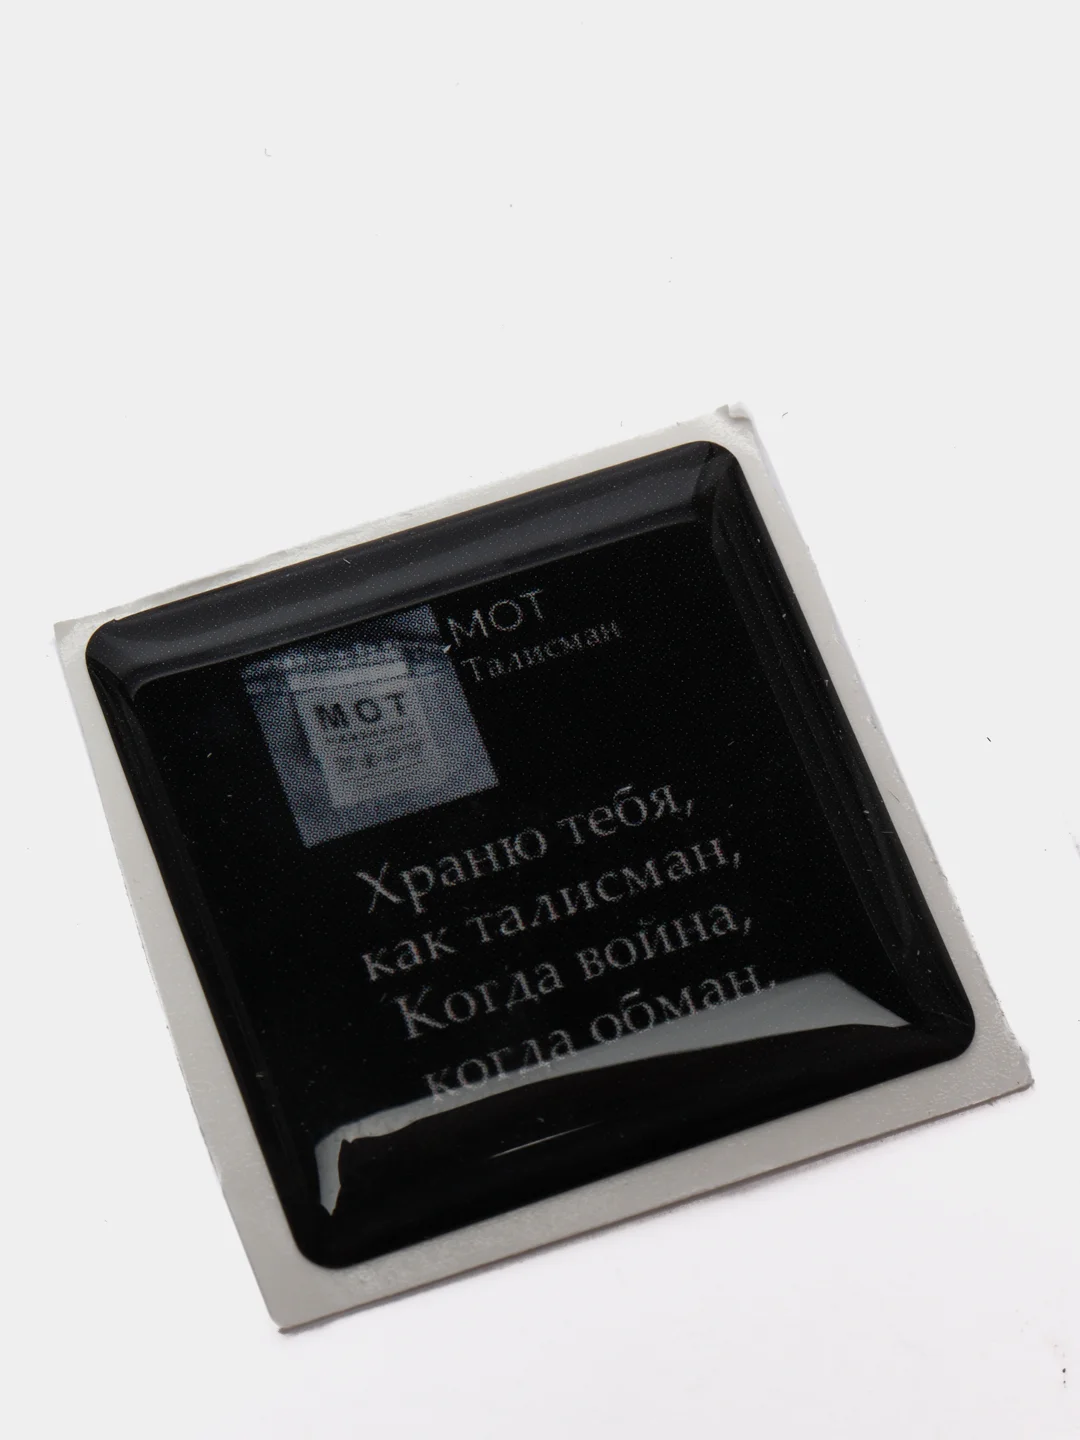 МОТ
Талисман
МОТ
Храню тебя,
как талисман,
Когда война,
когда обман,